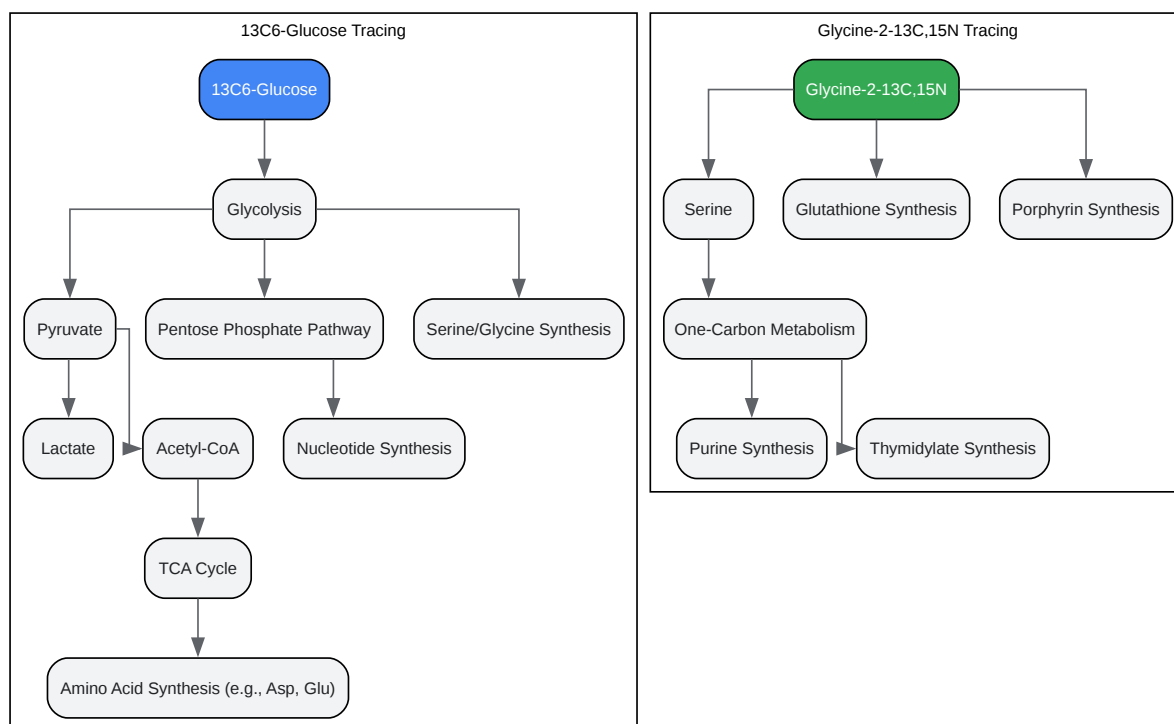 13C6-Glucose Tracing
13C6-Glucose
Glycolysis
Pyruvate
Pentose Phosphate Pathway
Serine/Glycine Synthesis
Lactate
Acetyl-CoA
Nucleotide Synthesis
TCA Cycle
Amino Acid Synthesis (e.g., Asp, Glu)
Glycine-2-13C,15N Tracing
Glycine-2-13C,15N
Serine
Glutathione Synthesis
Porphyrin Synthesis
One-Carbon Metabolism
Purine Synthesis
Thymidylate Synthesis